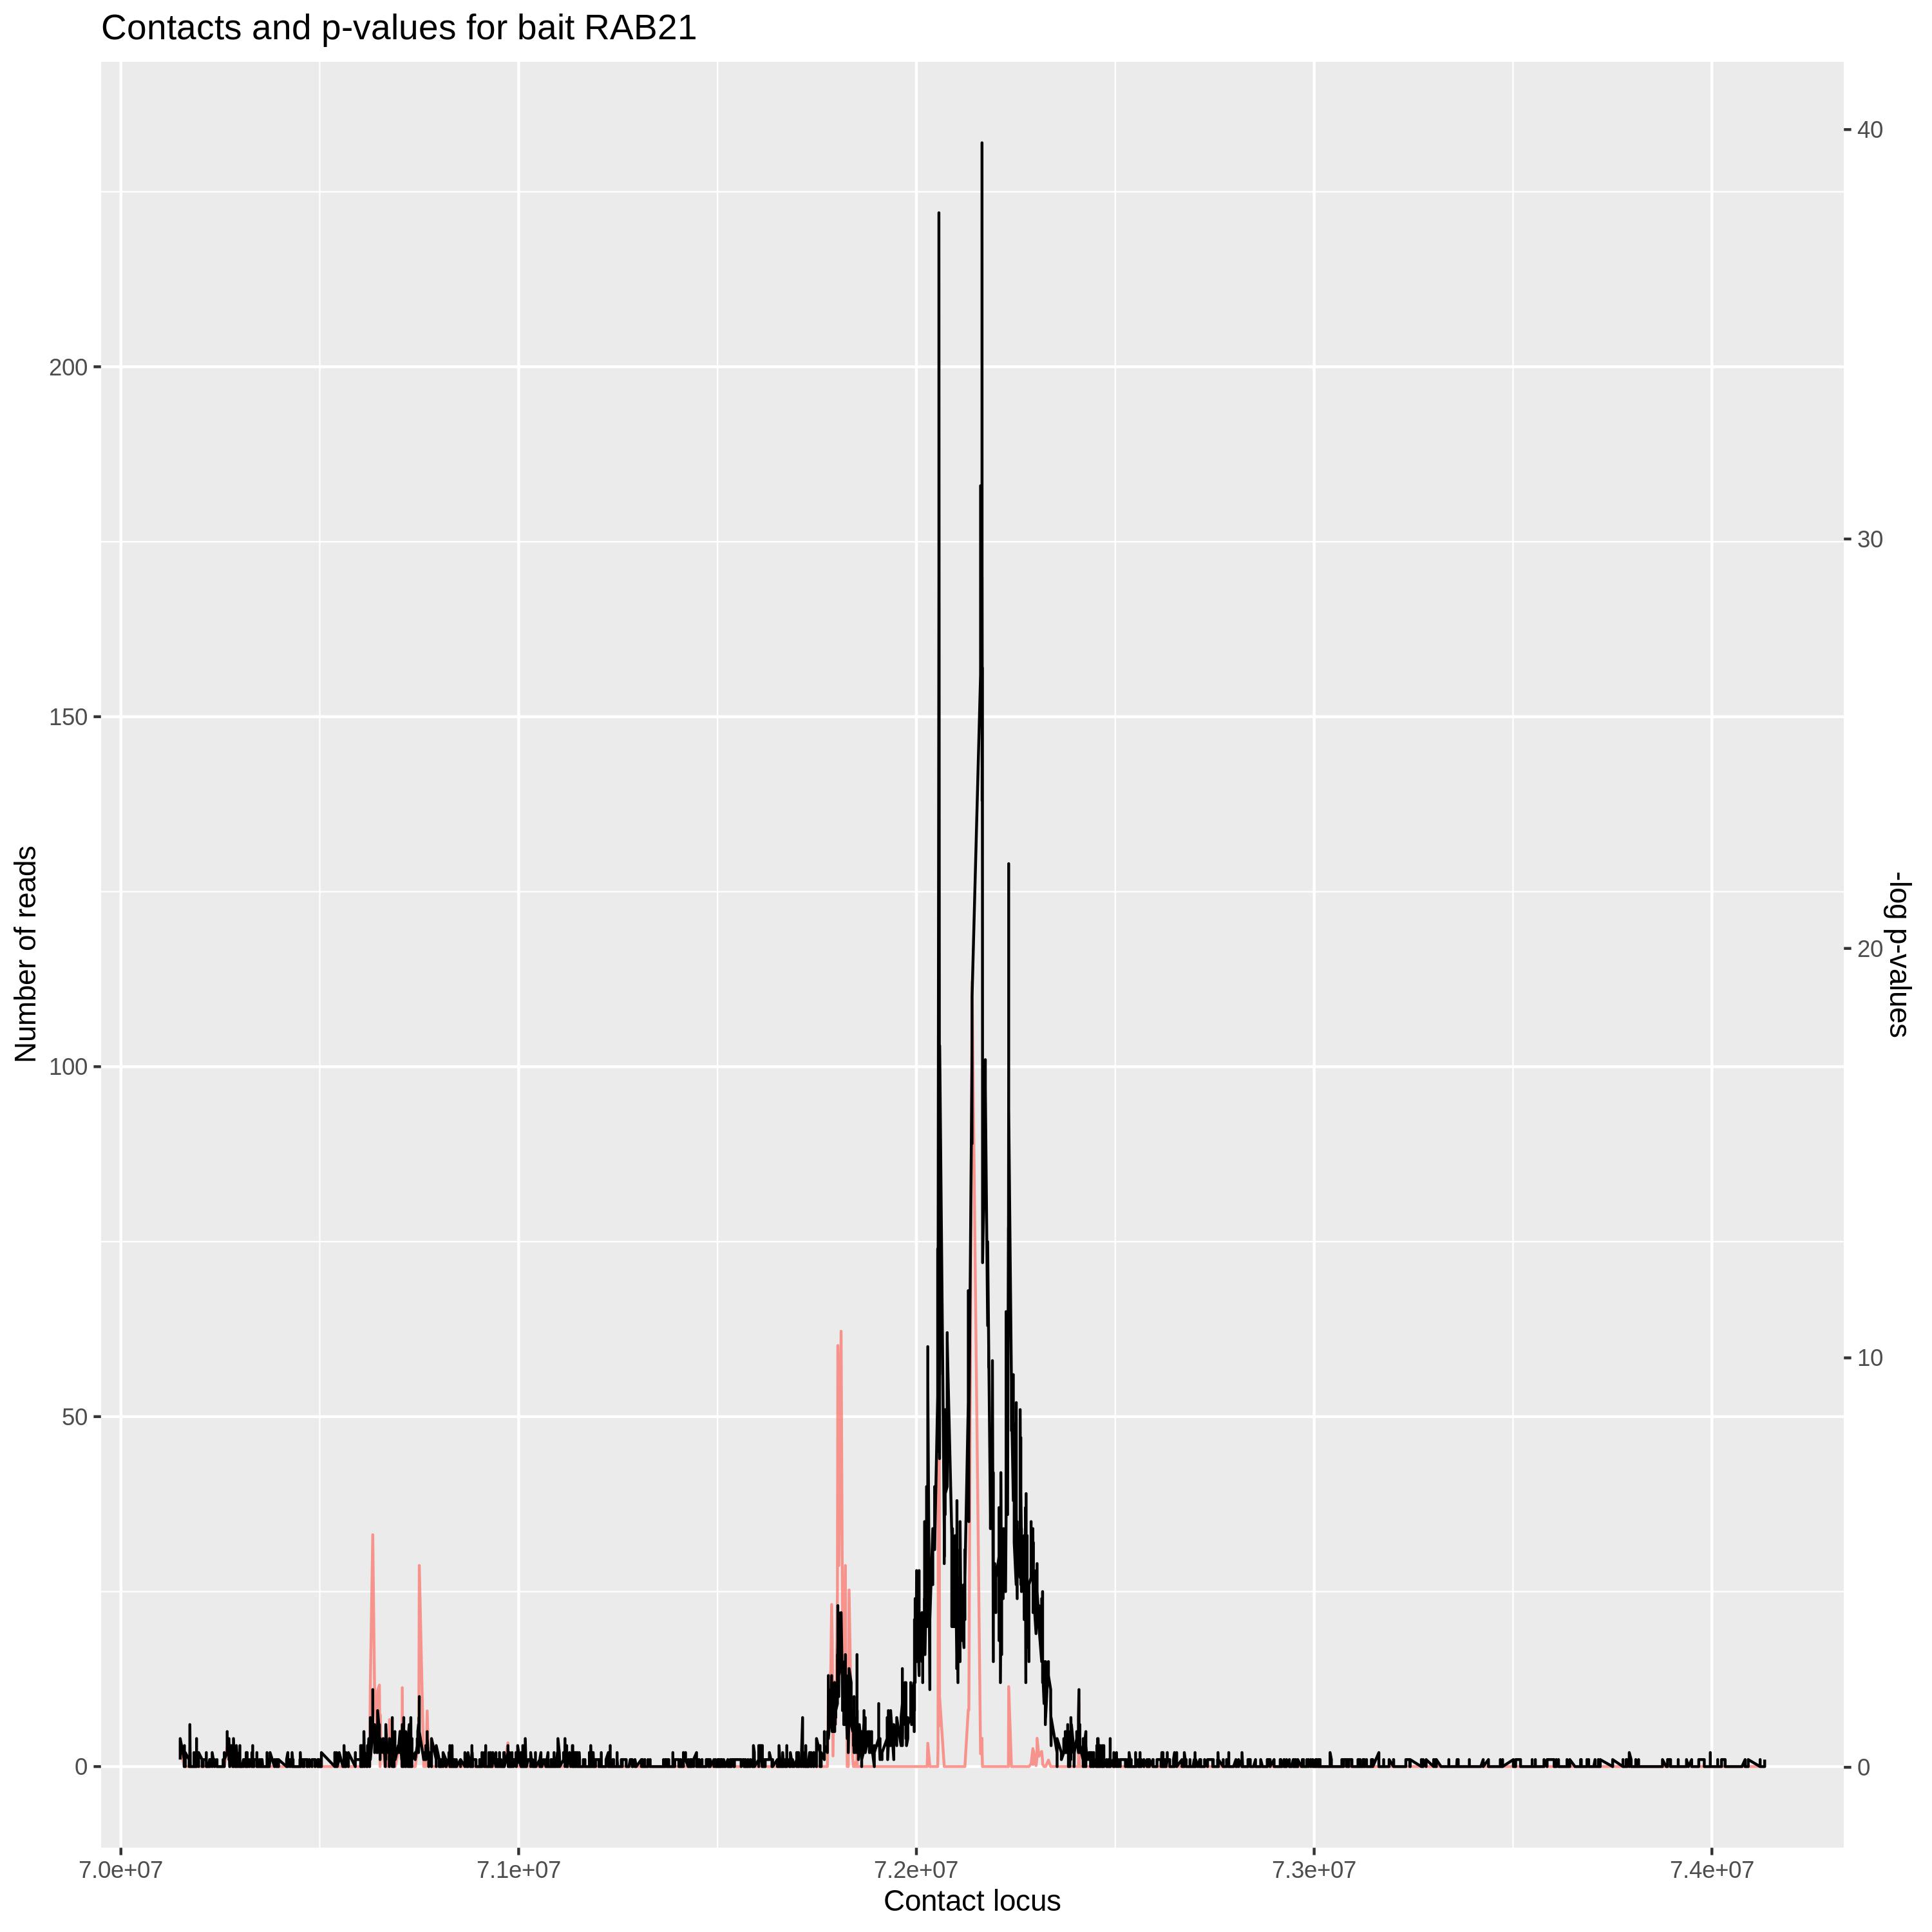 Contacts and p-values for bait RAB21
40
200
30
150
Number of reads
-log p-values
20
100
10
50
0
0
7.0e+07
7.1e+07
7.2e+07
7.3e+07
7.4e+07
Contact locus